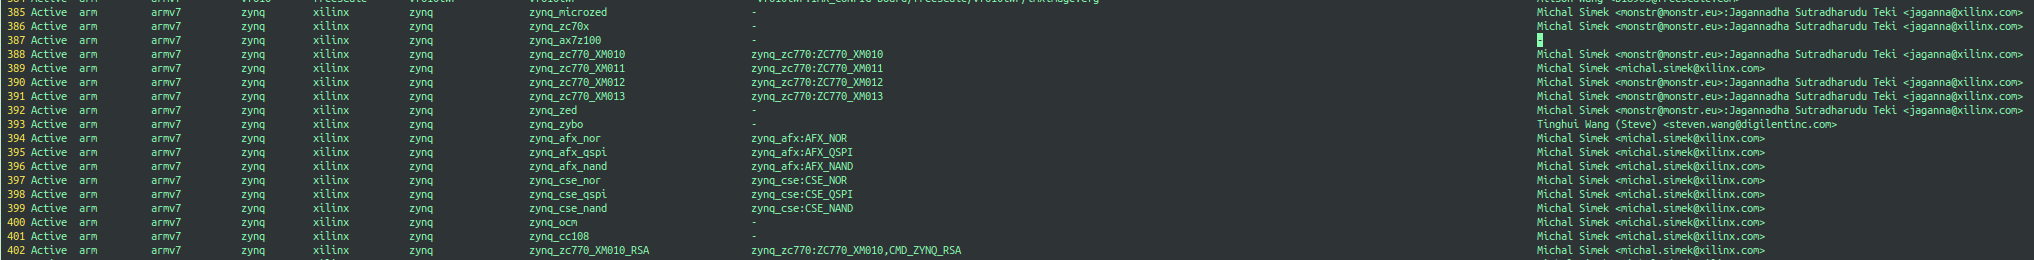 385 Active arm armv7 zynq xilinx zynq zynq_microzed - Michal Simek <monstr@monstr.eu>:Jagannadha Sutradharudu Teki <jaganna@xilinx.com>
386 Active arm armv7 zynq xilinx zynq zynq_zc70x - Michal Simek <monstr@monstr.eu>:Jagannadha Sutradharudu Teki <jaganna@xilinx.com>
387 Active arm armv7 zynq xilinx zynq zynq_ax7z100 - -
388 Active arm armv7 zynq xilinx zynq zynq_zc770_XM010 zynq_zc770:ZC770_XM010 Michal Simek <monstr@monstr.eu>:Jagannadha Sutradharudu Teki <jaganna@xilinx.com>
389 Active arm armv7 zynq xilinx zynq zynq_zc770_XM011 zynq_zc770:ZC770_XM011 Michal Simek <michal.simek@xilinx.com>
390 Active arm armv7 zynq xilinx zynq zynq_zc770_XM012 zynq_zc770:ZC770_XM012 Michal Simek <monstr@monstr.eu>:Jagannadha Sutradharudu Teki <jaganna@xilinx.com>
391 Active arm armv7 zynq xilinx zynq zynq_zc770_XM013 zynq_zc770:ZC770_XM013 Michal Simek <monstr@monstr.eu>:Jagannadha Sutradharudu Teki <jaganna@xilinx.com>
392 Active arm armv7 zynq xilinx zynq zynq_zed - Michal Simek <monstr@monstr.eu>:Jagannadha Sutradharudu Teki <jaganna@xilinx.com>
393 Active arm armv7 zynq xilinx zynq zynq_zybo - Tinghui Wang (Steve) <steven.wang@digilentinc.com>
394 Active arm armv7 zynq xilinx zynq zynq_afx_nor zynq_afx:AFX_NOR Michal Simek <michal.simek@xilinx.com>
395 Active arm armv7 zynq xilinx zynq zynq_afx_qspi zynq_afx:AFX_QSPI Michal Simek <michal.simek@xilinx.com>
396 Active arm armv7 zynq xilinx zynq zynq_afx_nand zynq_afx:AFX_NAND Michal Simek <michal.simek@xilinx.com>
397 Active arm armv7 zynq xilinx zynq zynq_cse_nor zynq_cse:CSE_NOR Michal Simek <michal.simek@xilinx.com>
398 Active arm armv7 zynq xilinx zynq zynq_cse_qspi zynq_cse:CSE_QSPI Michal Simek <michal.simek@xilinx.com>
399 Active arm armv7 zynq xilinx zynq zynq_cse_nand zynq_cse:CSE_NAND Michal Simek <michal.simek@xilinx.com>
400 Active arm armv7 zynq xilinx zynq zynq_ocm - Michal Simek <michal.simek@xilinx.com>
401 Active arm armv7 zynq xilinx zynq zynq_cc108 - Michal Simek <michal.simek@xilinx.com>
402 Active arm armv7 zynq xilinx zynq zynq_zc770_XM010_RSA zynq_zc770:ZC770_XM010,CMD_ZYNQ_RSA Michal Simek <michal.simek@xilinx.com>